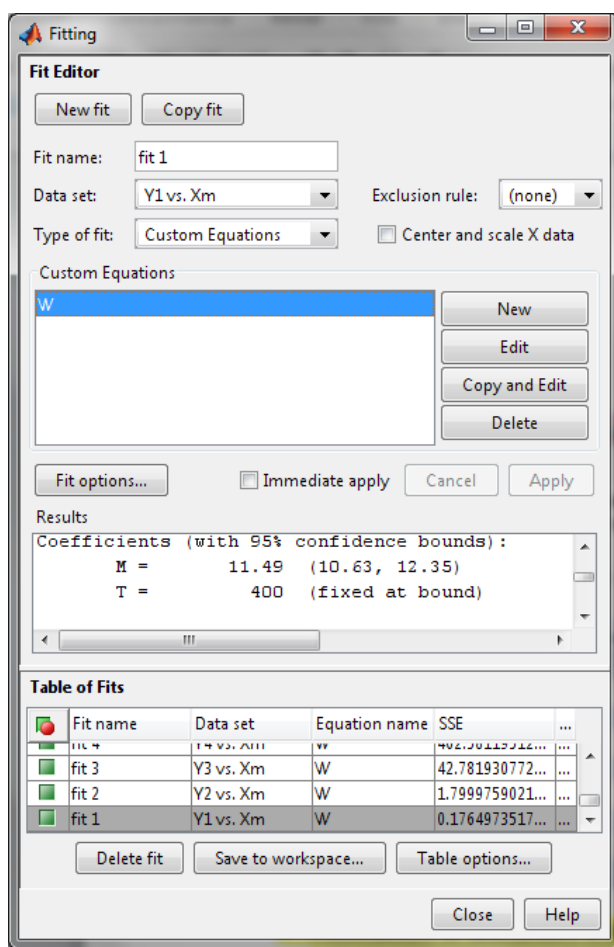 Fitting
Fit Editor
New fit Copy fit
Fit name: fit 1
Data set: Y1 vs. Xm Exclusion rule: (none)
Type of fit: Custom Equations Center and scale X data
Custom Equations
W
New
Edit
Copy and Edit
Delete
Fit options... Immediate apply Cancel Apply
Results
Coefficients (with 95% confidence bounds):
M = 11.49 (10.63, 12.35)
T = 400 (fixed at bound)
Table of Fits
Fit name Data set Equation name SSE ...
fit 4 Y4 vs. Xm W ...
fit 3 Y3 vs. Xm W 42.781930772... ...
fit 2 Y2 vs. Xm W 1.7999759021... ...
fit 1 Y1 vs. Xm W 0.1764973517... ...
Delete fit Save to workspace... Table options...
Close Help